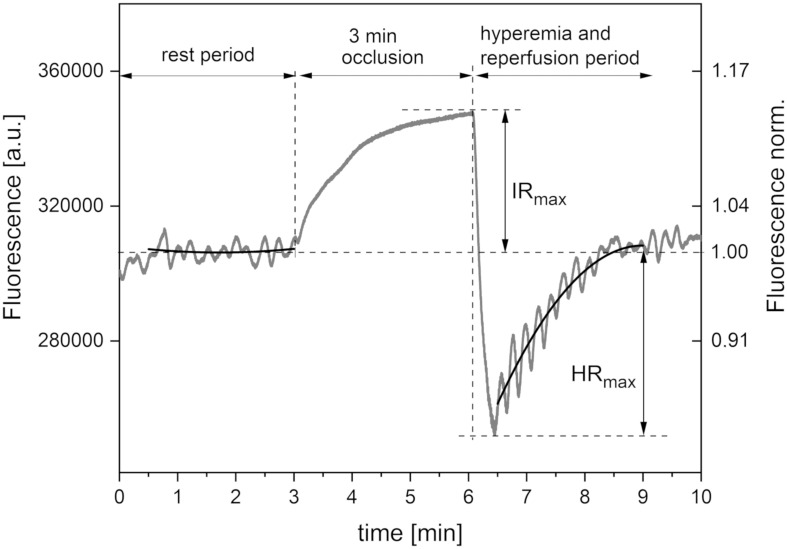 rest period
3 min
occlusion
hyperemia and
reperfusion period
360000
320000
280000
Fluorescence [a.u.]
1.17
1.04
1.00
0.91
Fluorescence norm.
IRmax
HRmax
0 1 2 3 4 5 6 7 8 9 10
time [min]